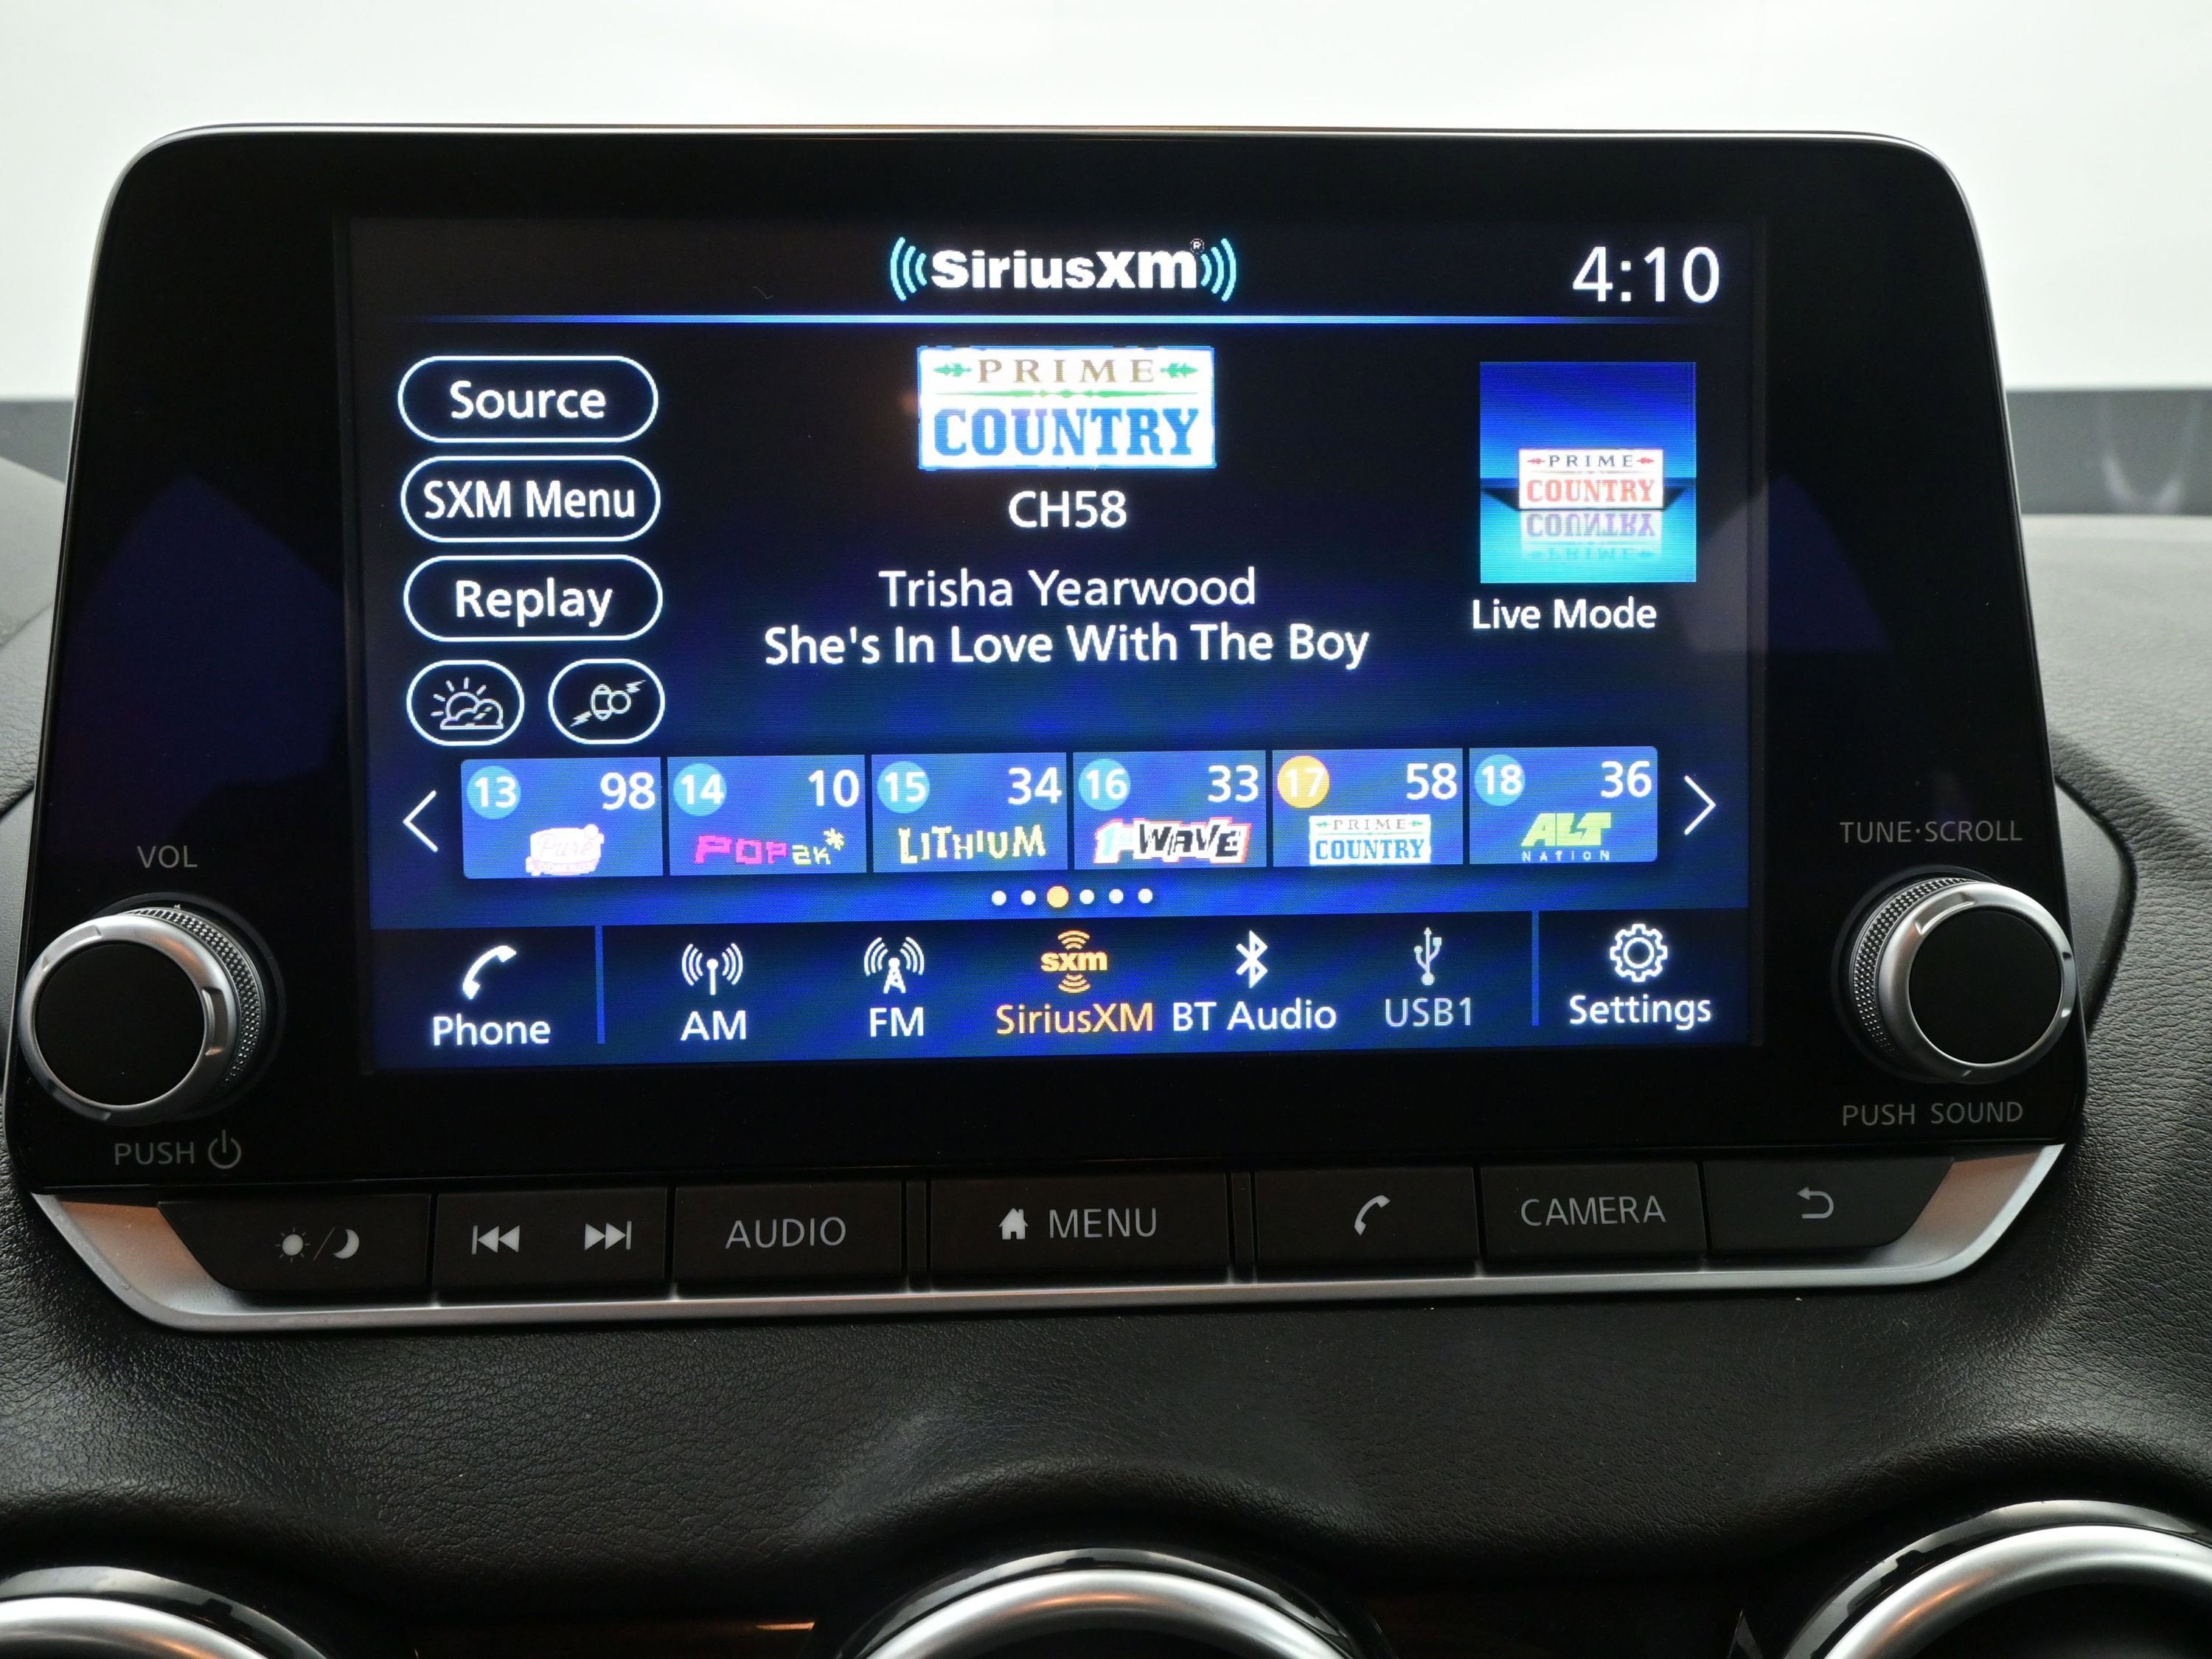 SiriusXM®
4:10
Source
SXM Menu
Replay
PRIME
COUNTRY
CH58
Trisha Yearwood
She's In Love With The Boy
PRIME
COUNTRY
Live Mode
13 98
Pure
14 10
POP2K*
15 34
LITHIUM
16 33
1st WAVE
17 58
PRIME
COUNTRY
18 36
ALT
NATION
VOL
PUSH
TUNE·SCROLL
PUSH SOUND
Phone
AM
FM
sxm
SiriusXM
BT Audio
USB1
Settings
AUDIO
MENU
CAMERA